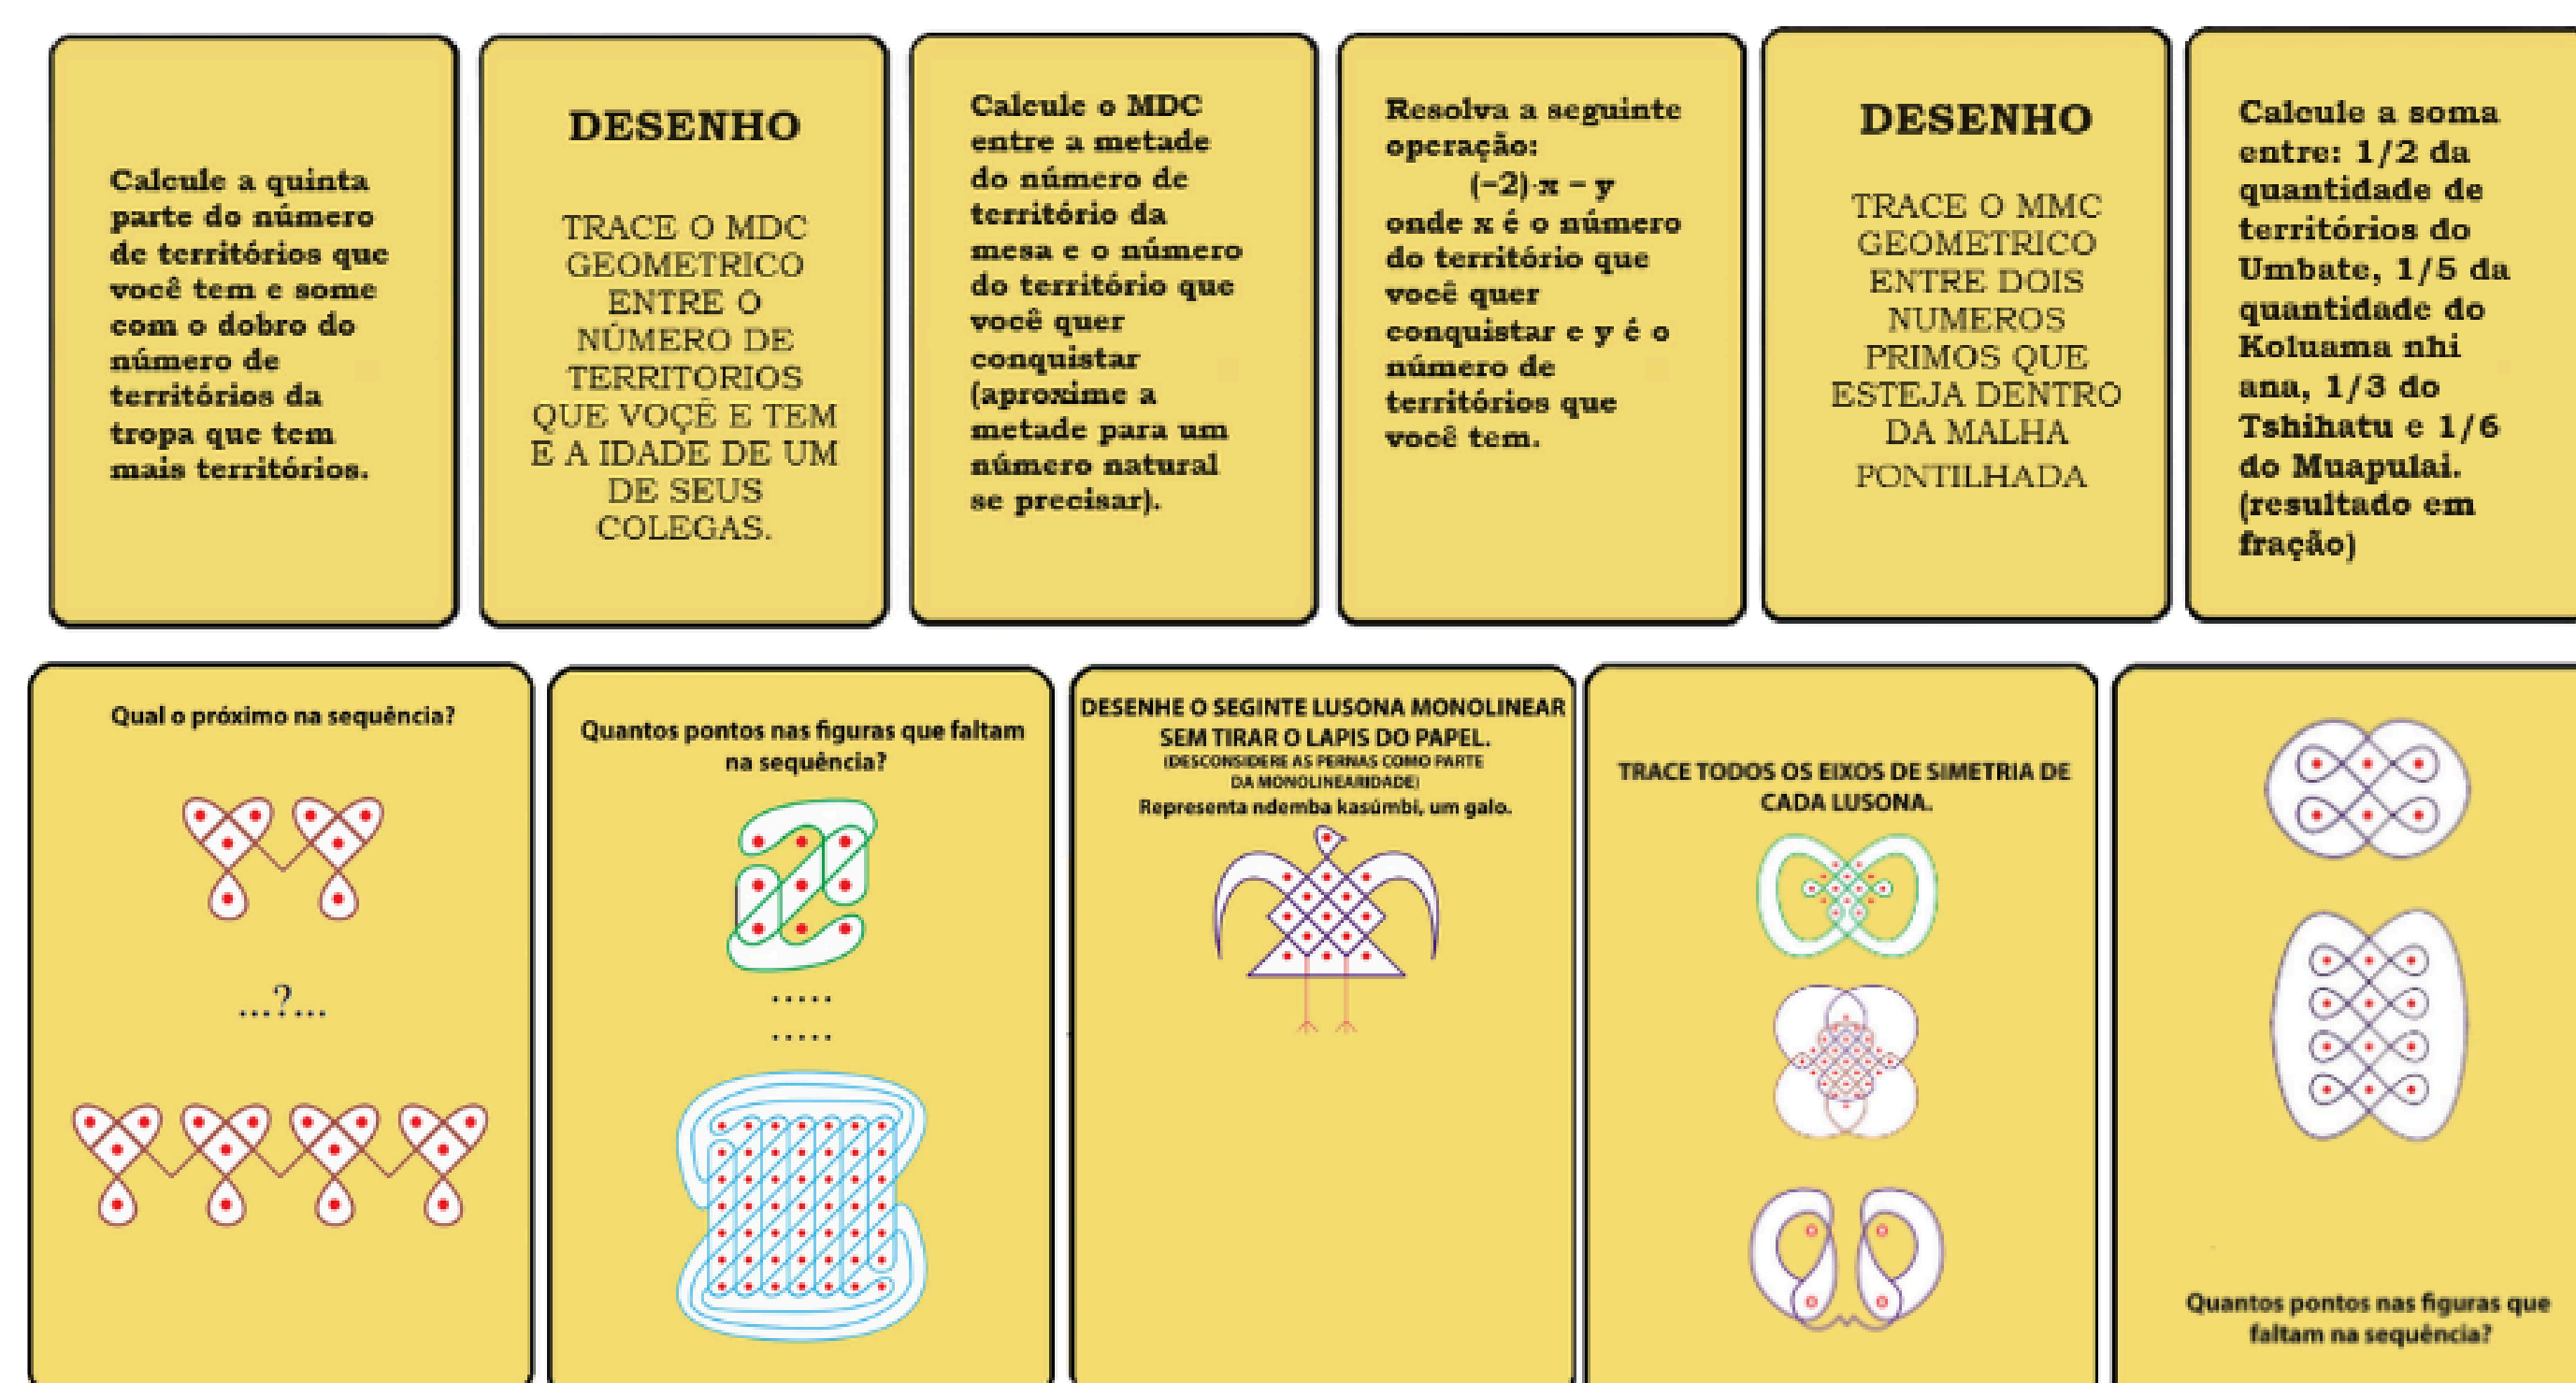 Calcule a quinta
parte do número
de territórios que
você tem e some
com o dobro do
número de
territórios da
tropa que tem
mais territórios.
DESENHO
TRACE O MDC
GEOMETRICO
ENTRE O
NÚMERO DE
TERRITORIOS
QUE VOÇÊ E TEM
E A IDADE DE UM
DE SEUS
COLEGAS.
Calcule o MDC
entre a metade
do número de
território da
mesa e o número
do território que
você quer
conquistar
(aproxime a
metade para um
número natural
se precisar).
Resolva a seguinte
operação:
(−2)·x − y
onde x é o número
do território que
você quer
conquistar e y é o
número de
territórios que
você tem.
DESENHO
TRACE O MMC
GEOMETRICO
ENTRE DOIS
NUMEROS
PRIMOS QUE
ESTEJA DENTRO
DA MALHA
PONTILHADA
Calcule a soma
entre: 1/2 da
quantidade de
territórios do
Umbate, 1/5 da
quantidade do
Koluama nhi
ana, 1/3 do
Tshihatu e 1/6
do Muapulai.
(resultado em
fração)
Qual o próximo na sequência?
...?...
Quantos pontos nas figuras que faltam
na sequência?
.....
.....
DESENHE O SEGINTE LUSONA MONOLINEAR
SEM TIRAR O LAPIS DO PAPEL.
(DESCONSIDERE AS PERNAS COMO PARTE
DA MONOLINEARIDADE)
Representa ndemba kasúmbi, um galo.
TRACE TODOS OS EIXOS DE SIMETRIA DE
CADA LUSONA.
Quantos pontos nas figuras que
faltam na sequência?